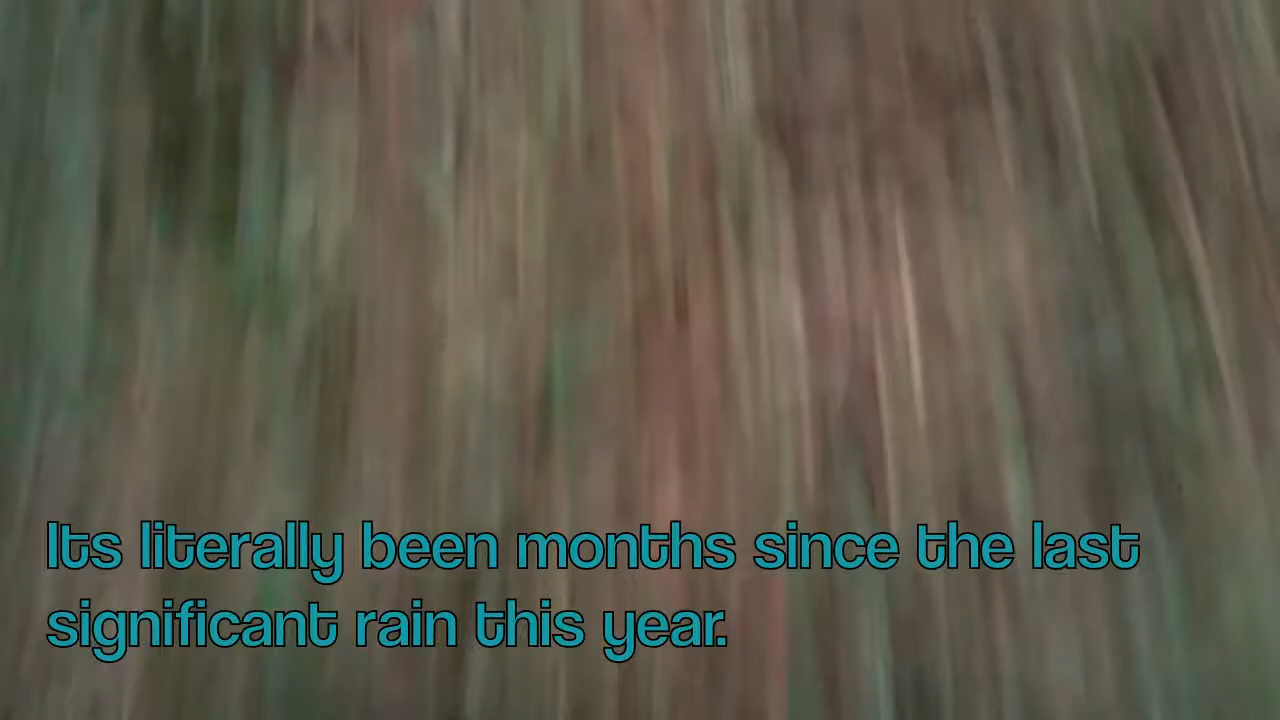 Its literally been months since the last
significant rain this year.